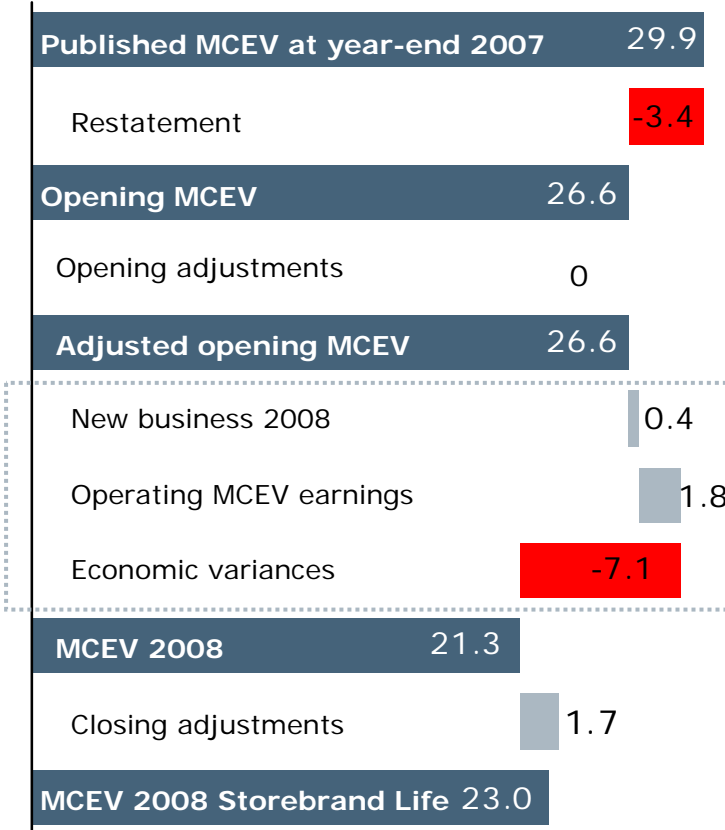 Published MCEV at year-end 2007 29.9
Restatement -3.4
Opening MCEV 26.6
Opening adjustments 0
Adjusted opening MCEV 26.6
New business 2008 0.4
Operating MCEV earnings 1.8
Economic variances -7.1
MCEV 2008 21.3
Closing adjustments 1.7
MCEV 2008 Storebrand Life 23.0